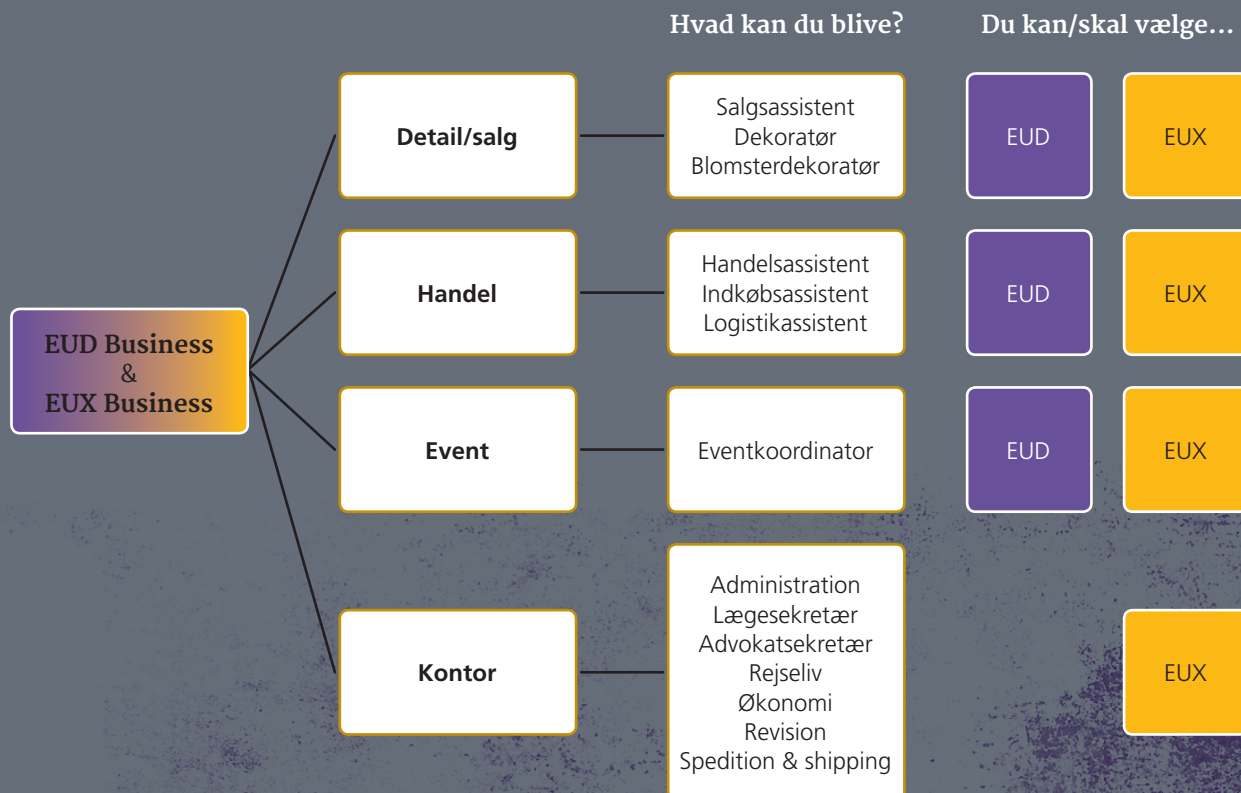 Hvad kan du blive?
Du kan/skal vælge...
EUD Business
&
EUX Business
Detail/salg
Salgsassistent
Dekoratør
Blomsterdekoratør
EUD
EUX
Handel
Handelsassistent
Indkøbsassistent
Logistikassistent
EUD
EUX
Event
Eventkoordinator
EUD
EUX
Kontor
Administration
Lægesekretær
Advokatsekretær
Rejseliv
Økonomi
Revision
Spedition & shipping
EUX